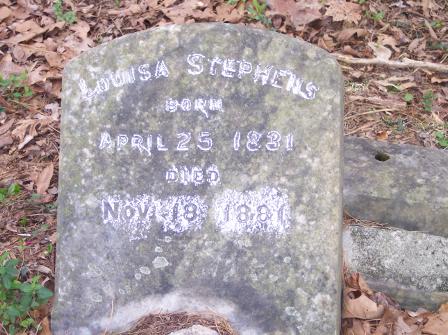 LOUISA STEPHENS
BORN
APRIL 25 1831
DIED
NOV 18 1881